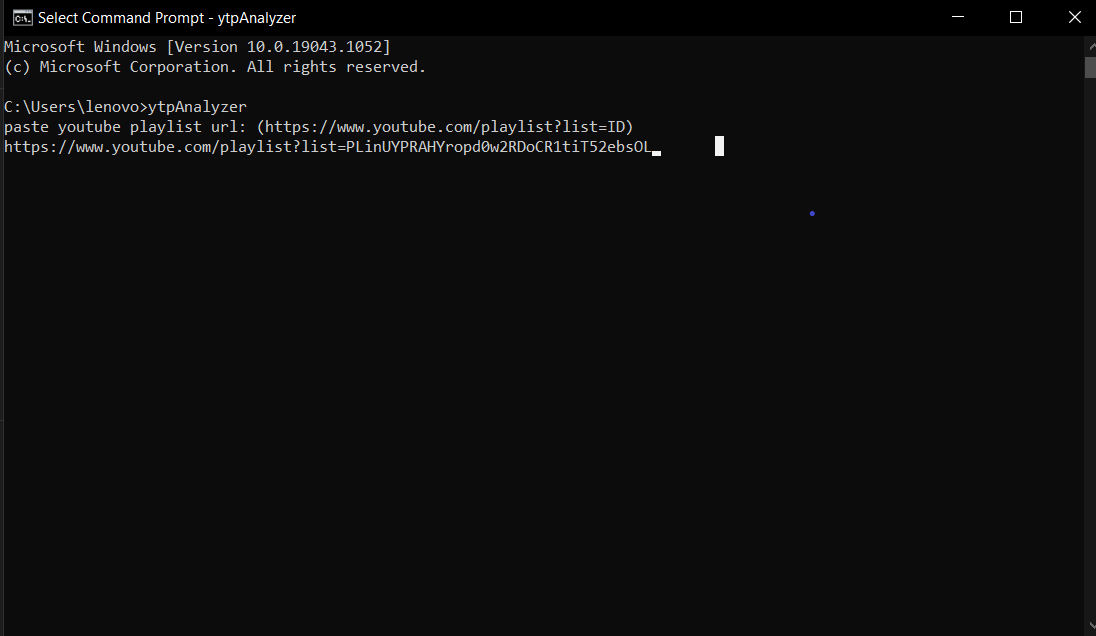 Select Command Prompt - ytpAnalyzer
Microsoft Windows [Version 10.0.19043.1052]
(c) Microsoft Corporation. All rights reserved.
C:\Users\lenovo>ytpAnalyzer
paste youtube playlist url: (https://www.youtube.com/playlist?list=ID)
https://www.youtube.com/playlist?list=PLinUYPRAHYropd0w2RDoCR1tiT52ebsOL